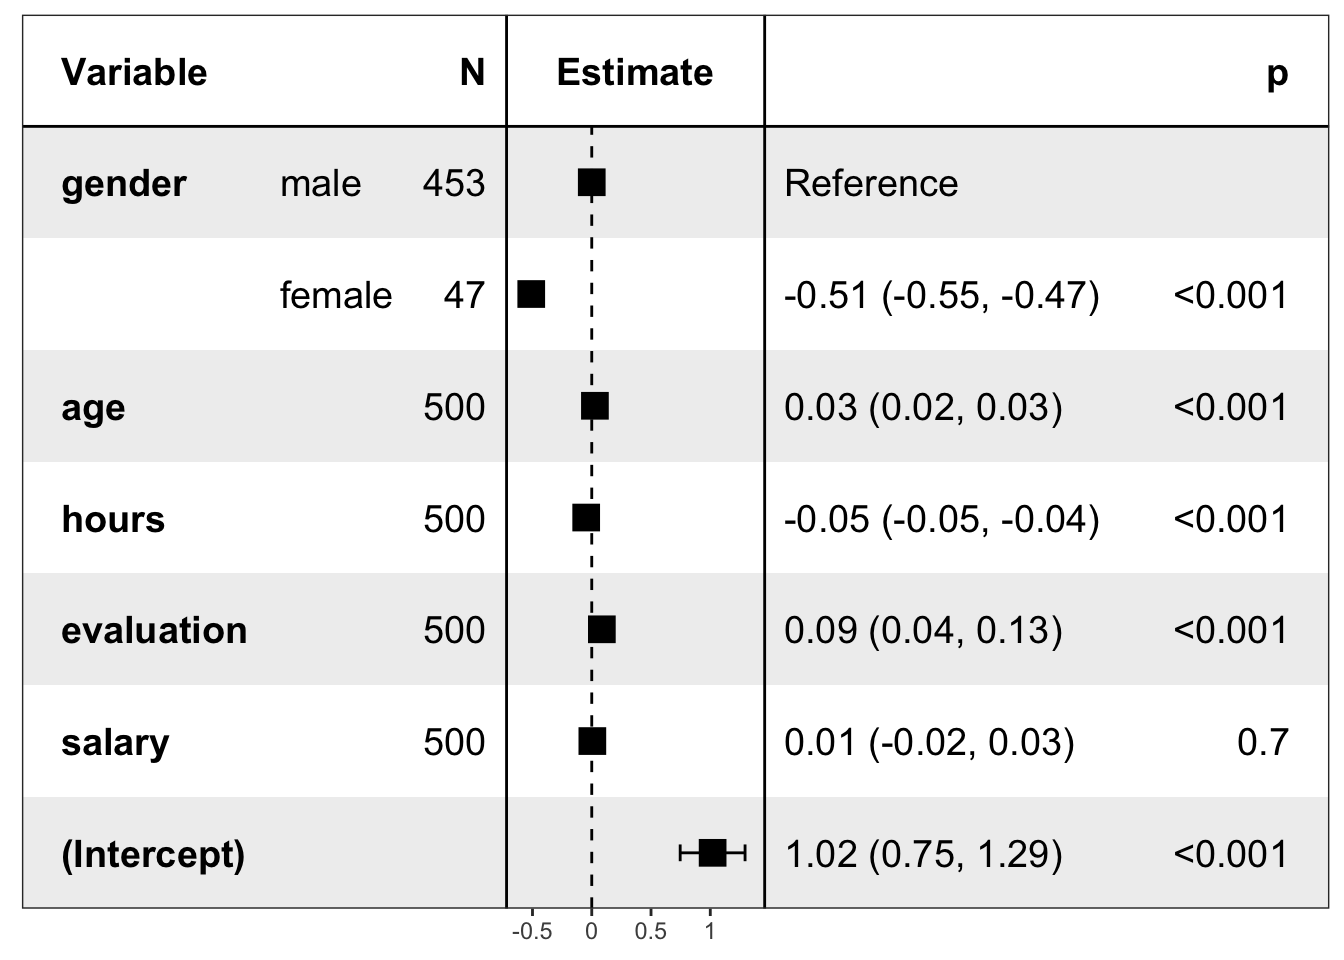 Variable N Estimate p
gender male 453 Reference
female 47 -0.51 (-0.55, -0.47) <0.001
age 500 0.03 (0.02, 0.03) <0.001
hours 500 -0.05 (-0.05, -0.04) <0.001
evaluation 500 0.09 (0.04, 0.13) <0.001
salary 500 0.01 (-0.02, 0.03) 0.7
(Intercept) 1.02 (0.75, 1.29) <0.001
-0.5 0 0.5 1